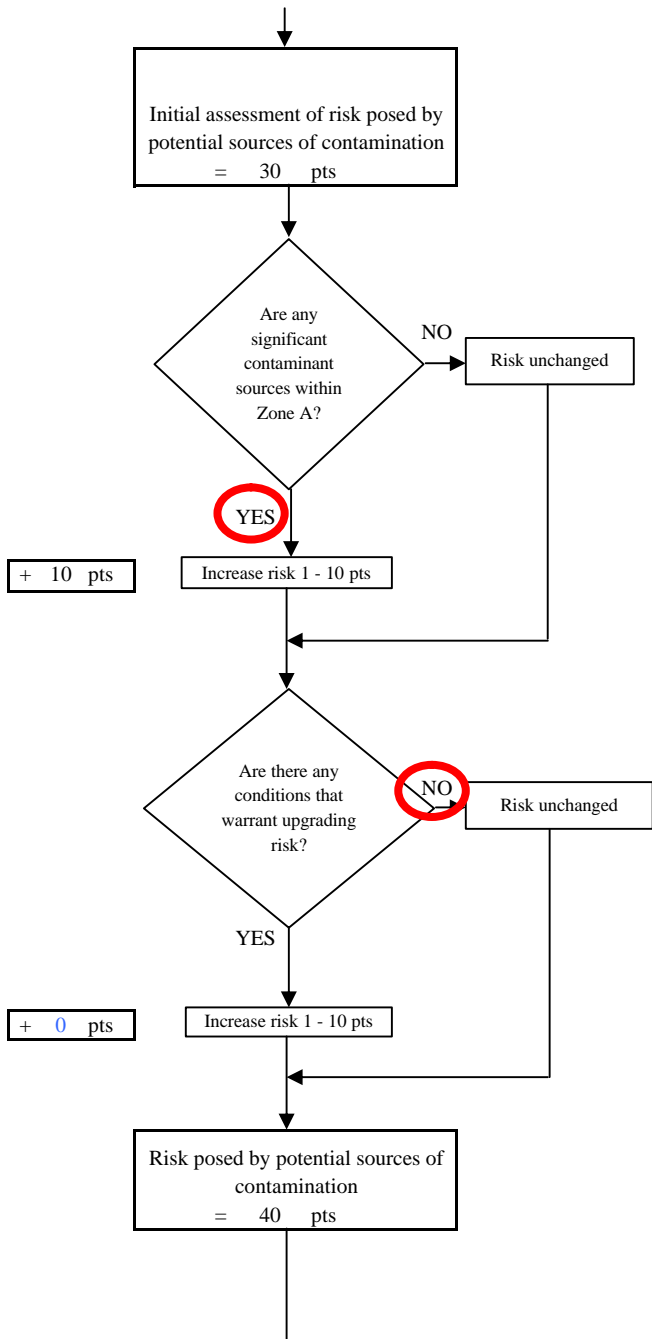 Initial assessment of risk posed by
potential sources of contamination
= 30 pts
Are any
significant
contaminant
sources within
Zone A?
NO
Risk unchanged
YES
+ 10 pts
Increase risk 1 - 10 pts
Are there any
conditions that
warrant upgrading
risk?
NO
Risk unchanged
YES
+ 0 pts
Increase risk 1 - 10 pts
Risk posed by potential sources of
contamination
= 40 pts